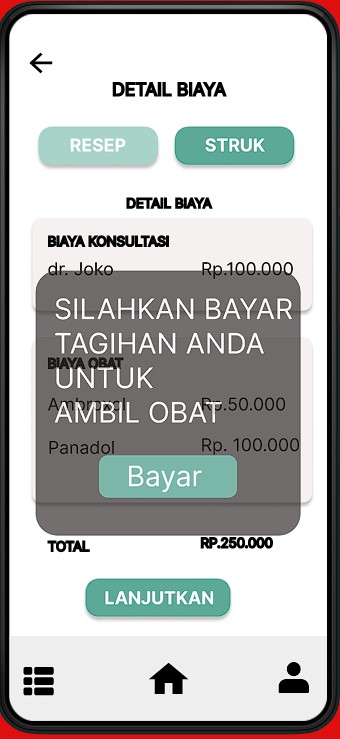 DETAIL BIAYA
RESEP STRUK
DETAIL BIAYA
BIAYA KONSULTASI
dr. Joko Rp.100.000
SILAHKAN BAYAR
TAGIHAN ANDA
UNTUK
BIAYA OBAT
Ambroxol Rp.50.000
AMBIL OBAT
Panadol Rp. 100.000
Bayar
TOTAL RP.250.000
LANJUTKAN